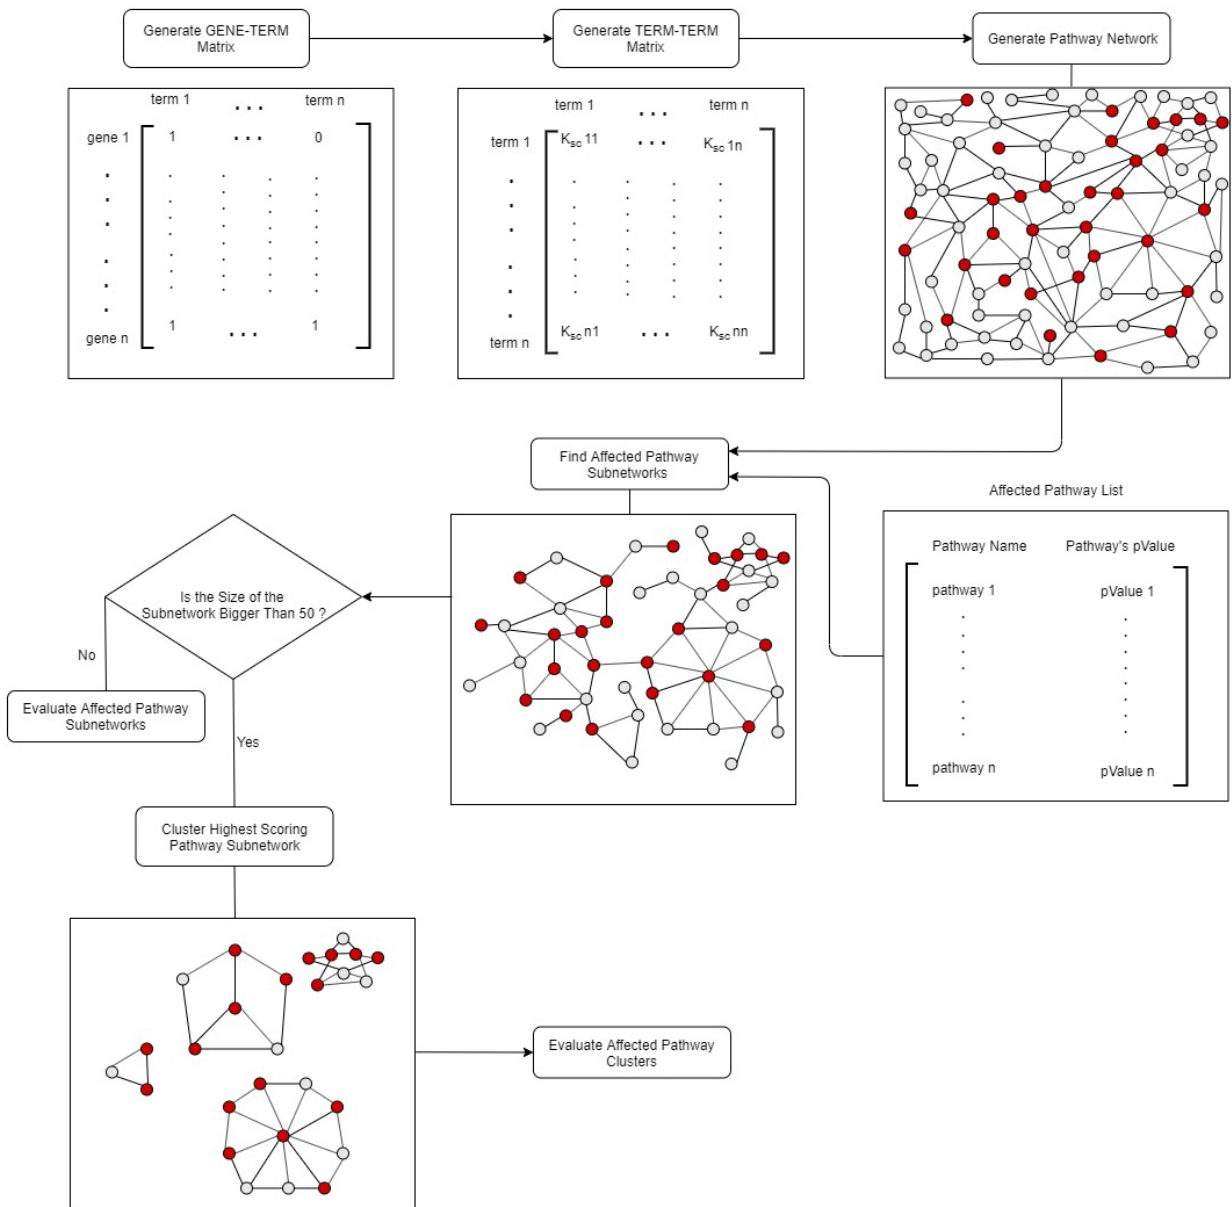 Generate GENE-TERM
Matrix
Generate TERM-TERM
Matrix
Generate Pathway Network
term 1 ... term n
gene 1 1 ... 0
gene n 1 ... 1
term 1 ... term n
term 1 Ksc 11 ... Ksc 1n
term n Ksc n1 ... Ksc nn
Find Affected Pathway
Subnetworks
Affected Pathway List
Pathway Name Pathway's pValue
pathway 1 pValue 1
pathway n pValue n
Is the Size of the
Subnetwork Bigger Than 50 ?
No
Evaluate Affected Pathway
Subnetworks
Yes
Cluster Highest Scoring
Pathway Subnetwork
Evaluate Affected Pathway
Clusters